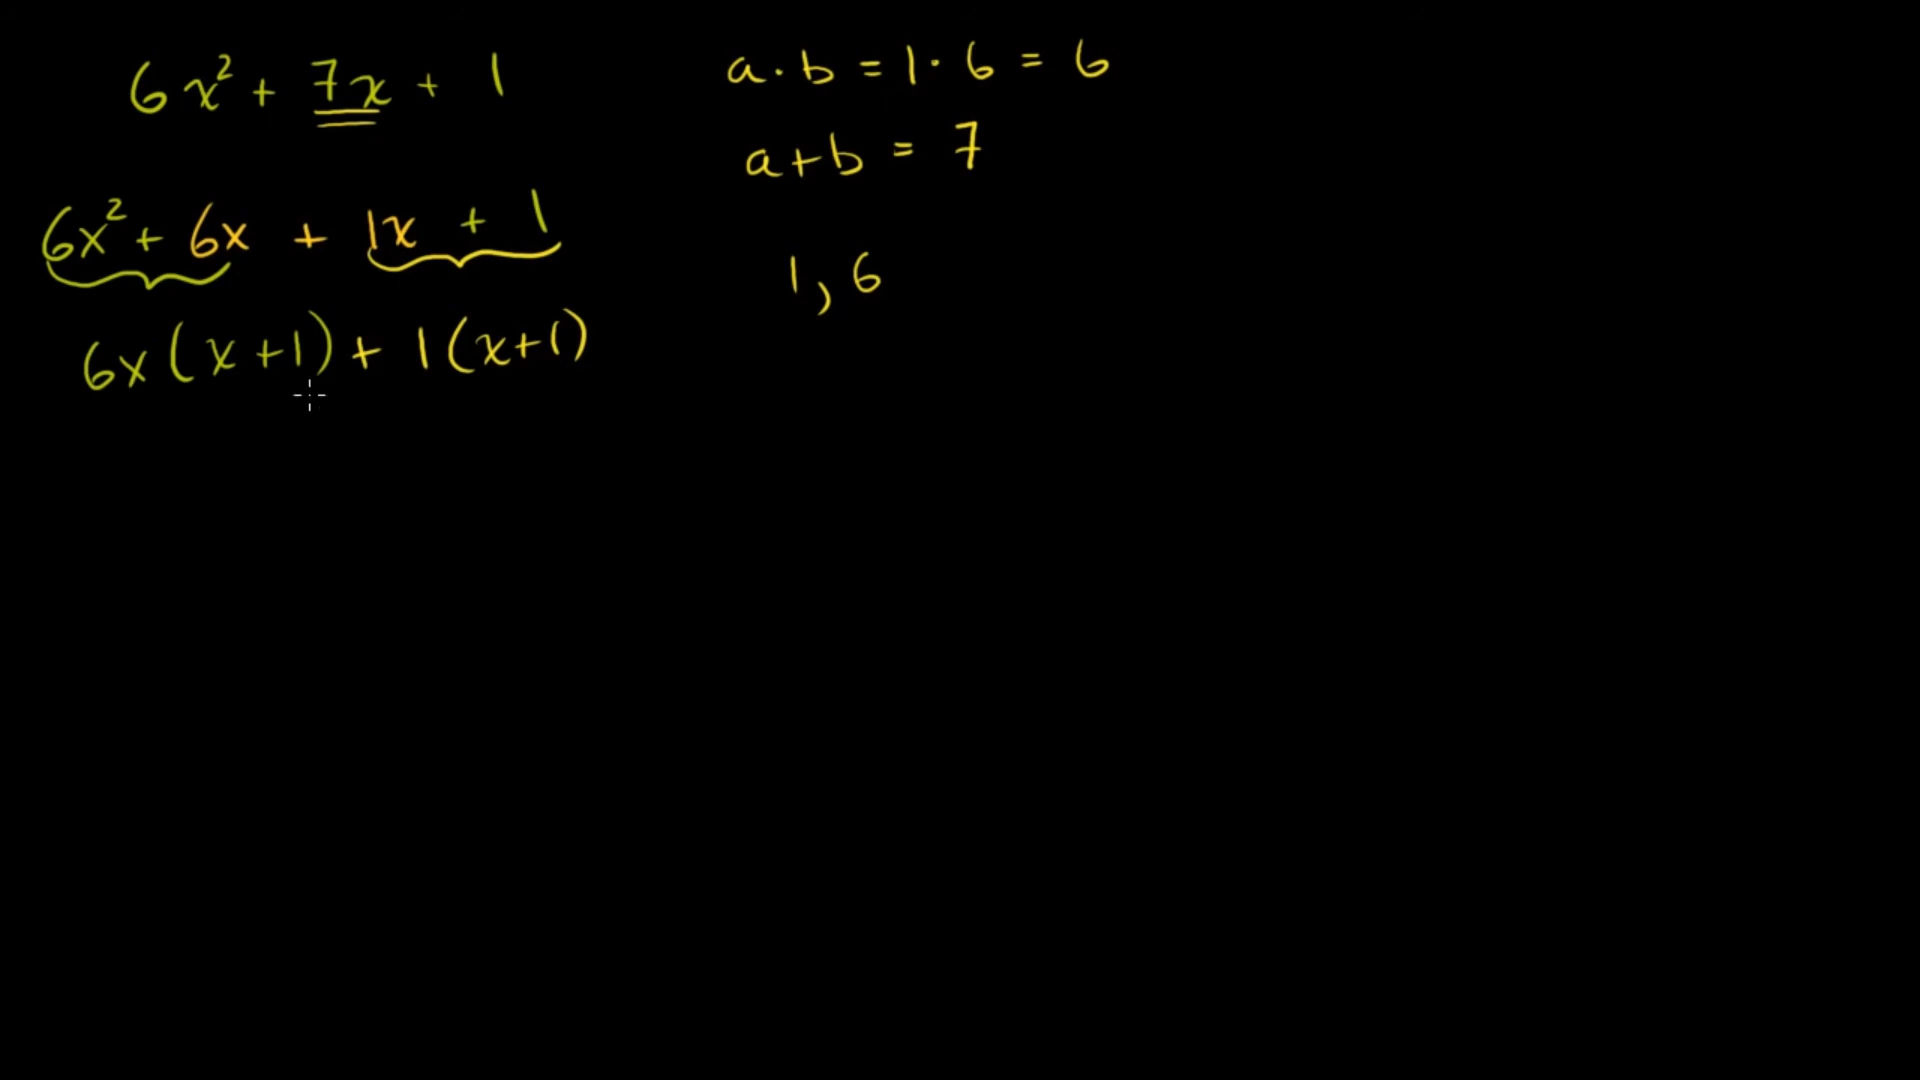 6x² + 7x + 1
a · b = 1 · 6 = 6
a + b = 7
6x² + 6x + 1x + 1
1, 6
6x(x+1) + 1(x+1)